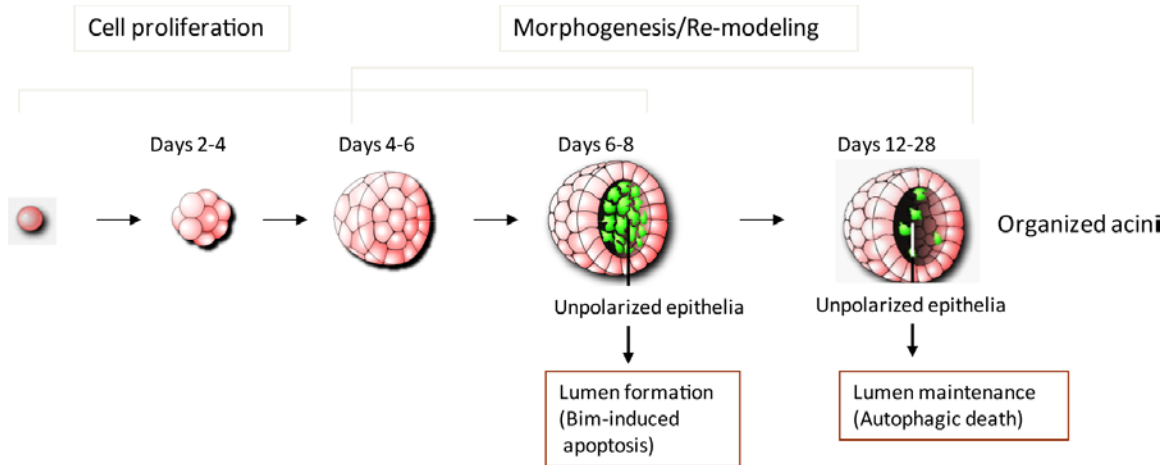 Cell proliferation
Morphogenesis/Re-modeling
Days 2-4
Days 4-6
Days 6-8
Days 12-28
Organized acini
Unpolarized epithelia
Unpolarized epithelia
Lumen formation
(Bim-induced
apoptosis)
Lumen maintenance
(Autophagic death)